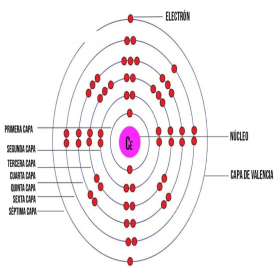 ELECTRÓN
PRIMERA CAPA
SEGUNDA CAPA
TERCERA CAPA
CUARTA CAPA
QUINTA CAPA
SEXTA CAPA
SÉPTIMA CAPA
CE
NÚCLEO
CAPA DE VALENCIA